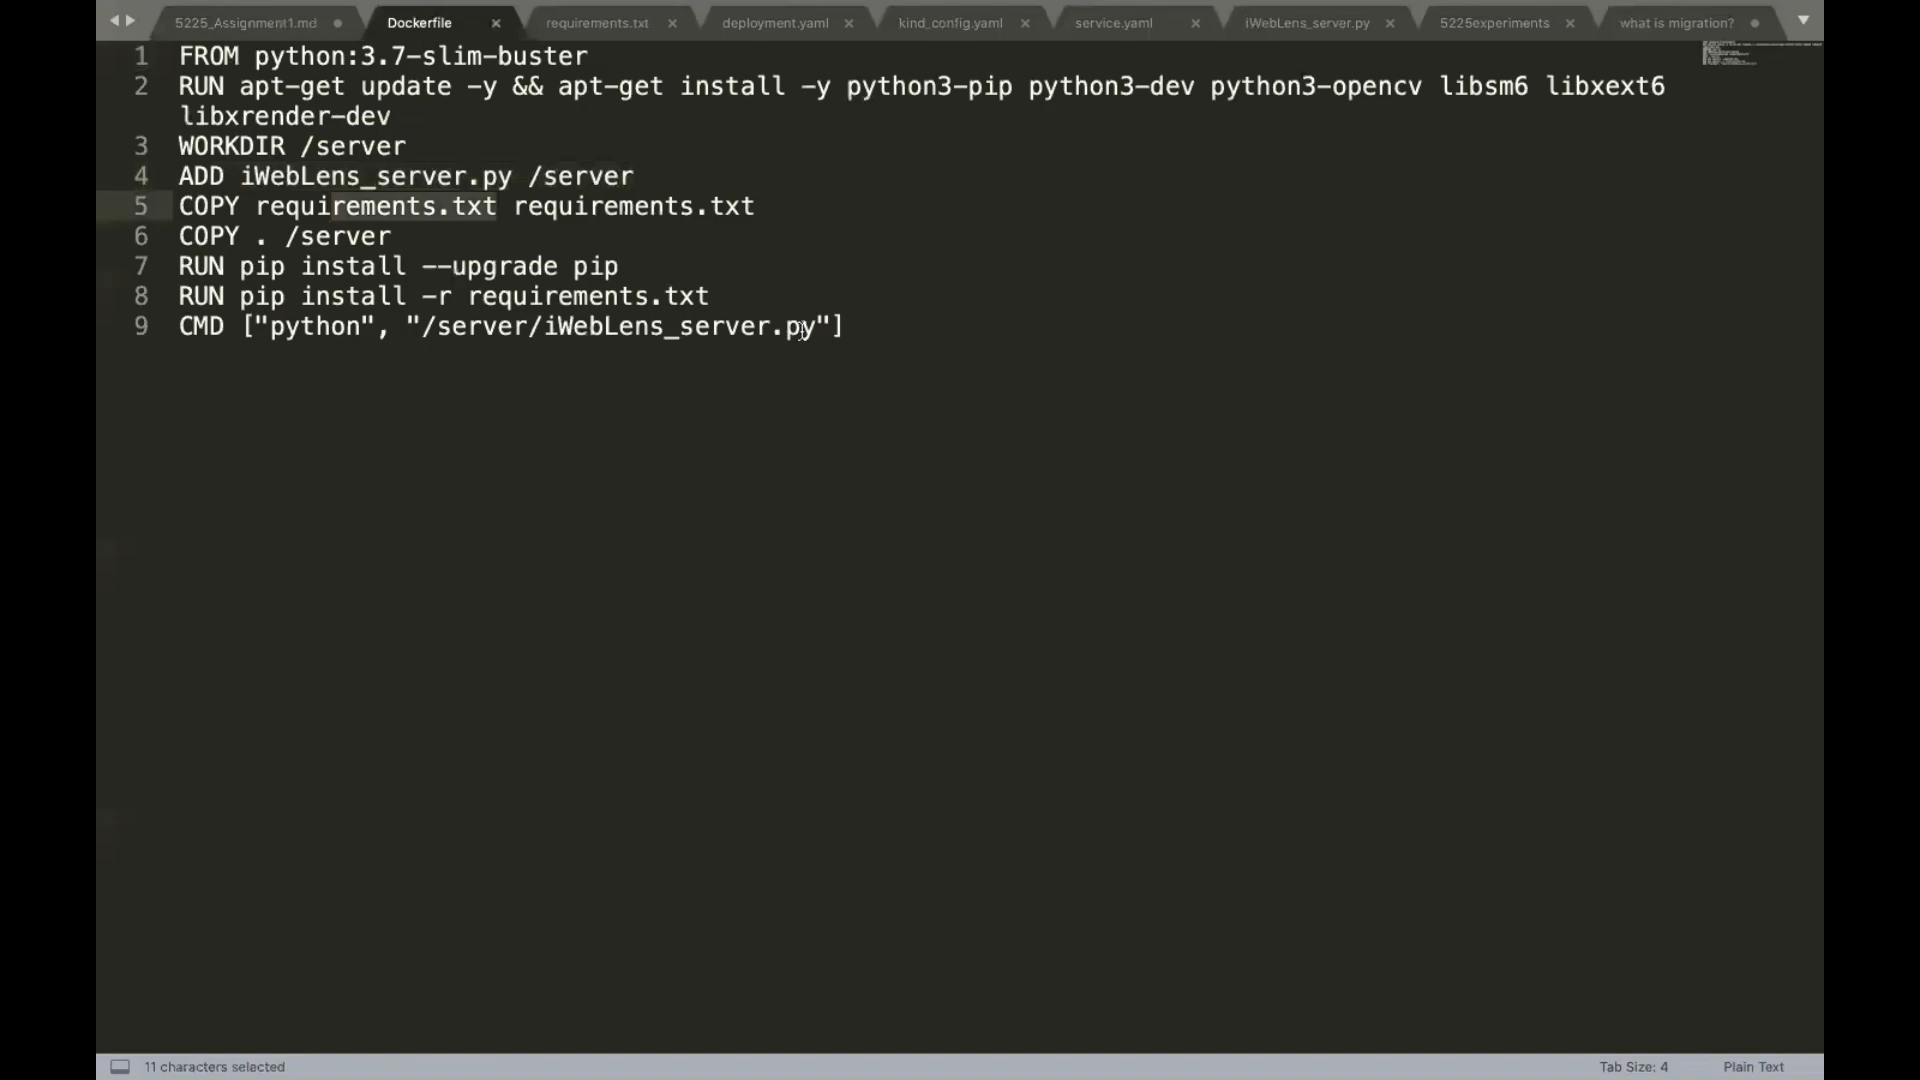 5225_Assignment1.md Dockerfile requirements.txt deployment.yaml kind_config.yaml service.yaml iWebLens_server.py 5225experiments what is migration?
1 FROM python:3.7-slim-buster
2 RUN apt-get update -y && apt-get install -y python3-pip python3-dev python3-opencv libsm6 libxext6
libxrender-dev
3 WORKDIR /server
4 ADD iWebLens_server.py /server
5 COPY requirements.txt requirements.txt
6 COPY . /server
7 RUN pip install --upgrade pip
8 RUN pip install -r requirements.txt
9 CMD ["python", "/server/iWebLens_server.py"]
11 characters selected Tab Size: 4 Plain Text